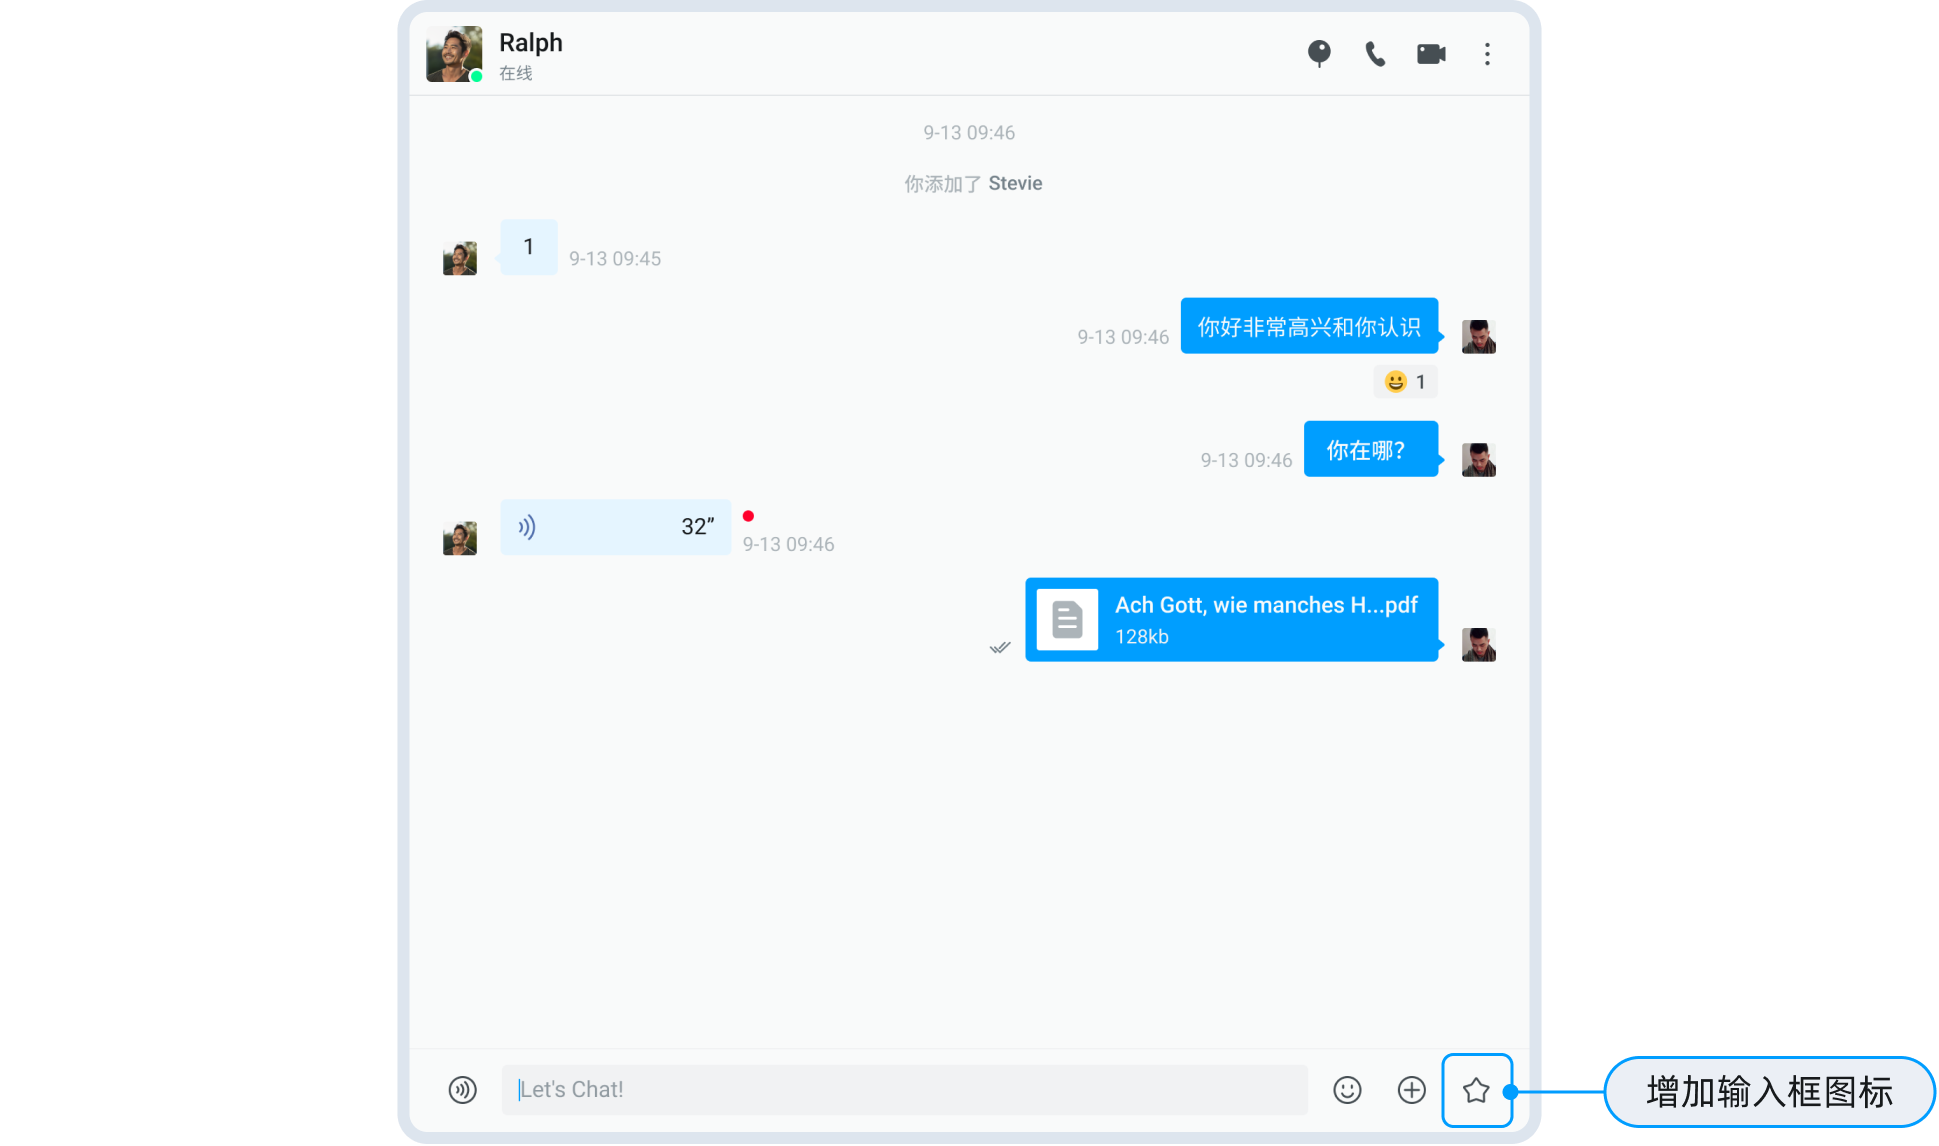 Ralph
在线
9-13 09:46
你添加了 Stevie
1
9-13 09:45
你好非常高兴和你认识
9-13 09:46
😀 1
你在哪？
9-13 09:46
32”
9-13 09:46
Ach Gott, wie manches H...pdf
128kb
Let's Chat!
增加输入框图标